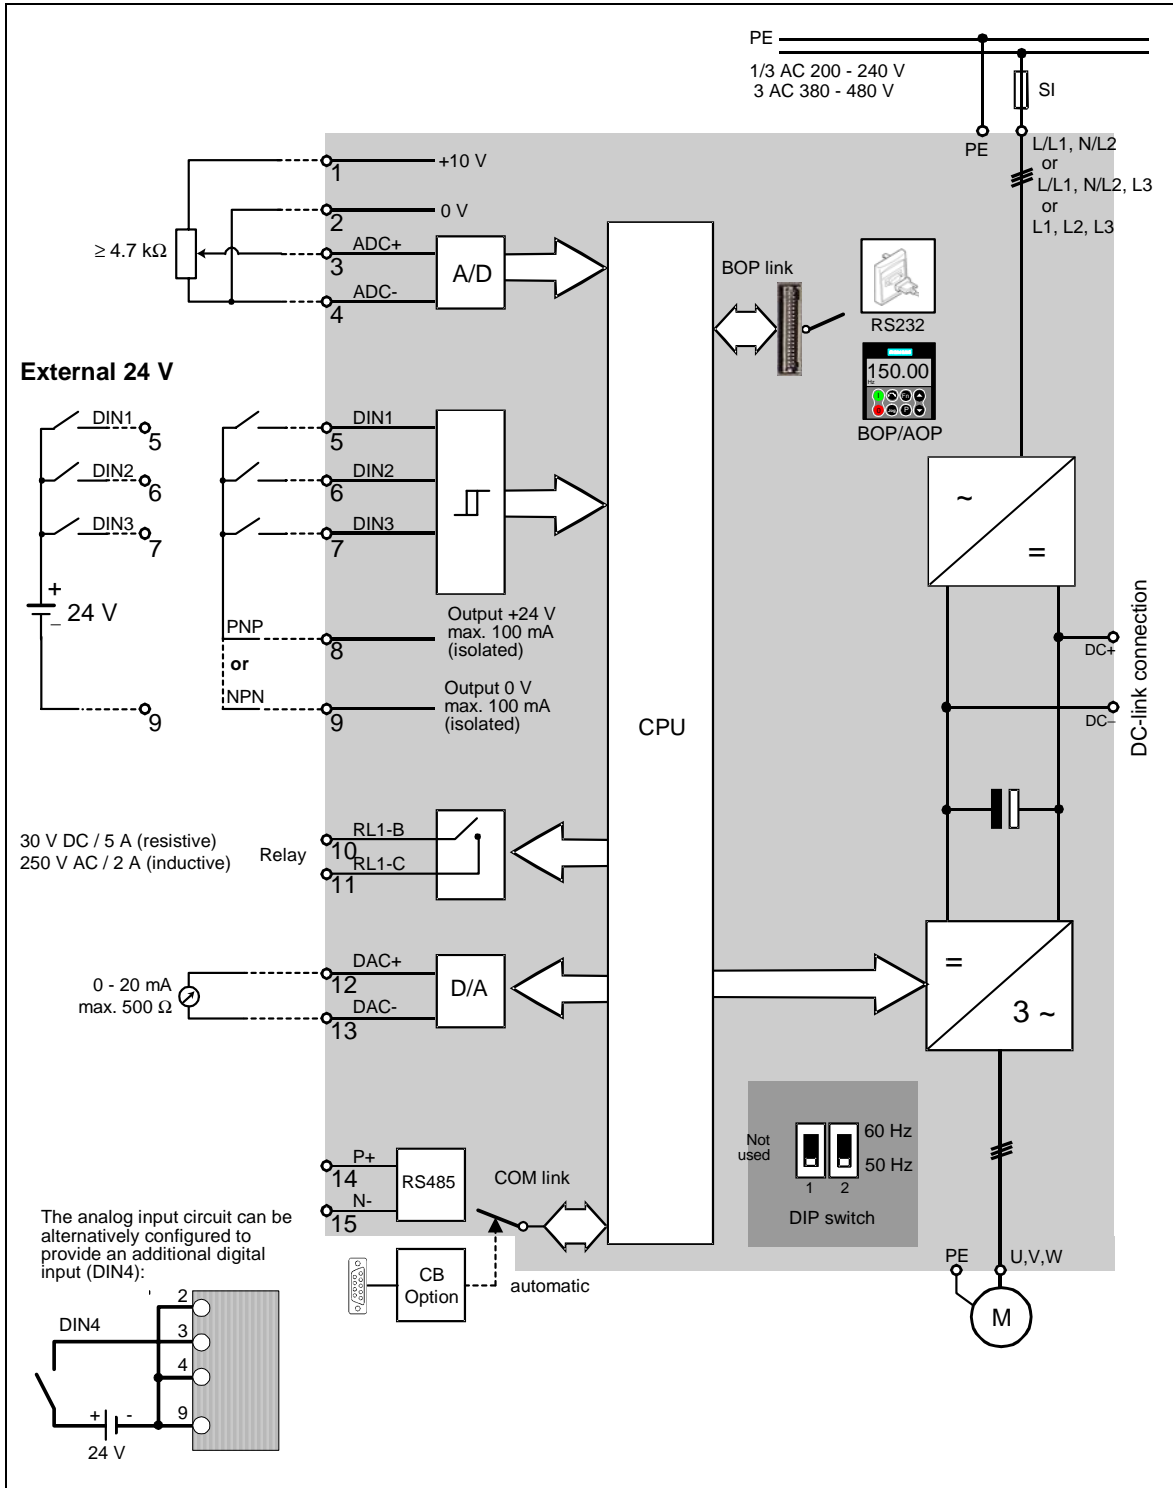 PE
1/3 AC 200 - 240 V
3 AC 380 - 480 V
SI
PE
L/L1, N/L2
or
L/L1, N/L2, L3
or
L1, L2, L3
1
+10 V
2
0 V
≥ 4.7 kΩ
ADC+
3
A/D
ADC-
4
BOP link
RS232
150.00
Hz
Fn
jog
P
BOP/AOP
External 24 V
DIN1
5
DIN2
6
DIN3
7
+
24 V
–
9
DIN1
5
DIN2
6
DIN3
7
PNP
8
Output +24 V
max. 100 mA
(isolated)
or
NPN
9
Output 0 V
max. 100 mA
(isolated)
CPU
~
=
DC+
DC–
DC-link connection
30 V DC / 5 A (resistive)
250 V AC / 2 A (inductive)
Relay
RL1-B
10
RL1-C
11
0 - 20 mA
max. 500 Ω
DAC+
12
DAC-
13
D/A
=
3 ~
Not
used
60 Hz
50 Hz
1
2
DIP switch
P+
14
N-
15
RS485
COM link
CB
Option
automatic
PE
U,V,W
M
The analog input circuit can be
alternatively configured to
provide an additional digital
input (DIN4):
2
DIN4
3
4
9
+
-
24 V